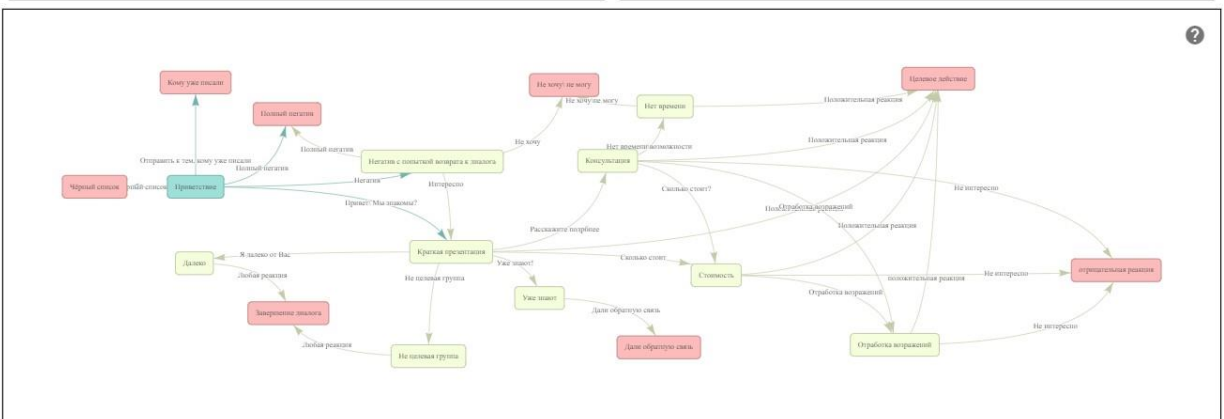 Кому уже писали
Не хочу/ не могу
Целевое действие
Полный негатив
Не хочу/не могу
Нет времени
Положительная реакция
Не хочу
Полный негатив
Отправить к тем, кому уже писали
Полный негатив
Негатив с попыткой возврата к диалога
Нет времени/возможности
Консультация
Положительная реакция
Чёрный список
список
Приветствие
Негатив
Интересно
Сколько стоит?
Не интересно
Привет. Мы знакомы?
Отработка возражений
Расскажите подрбнее
Положительная реакция
Я далеко от Вас
Краткая презентация
Сколько стоит
Далеко
Уже знают!
Любая реакция
Не целевая группа
Стоимость
положительная реакция
Не интересно
отрицательная реакция
Уже знают
Отработка возражений
Завершение диалога
Дали обратную связь
Не интересно
Любая реакция
Не целевая группа
Дали обратную связь
Отработка возражений